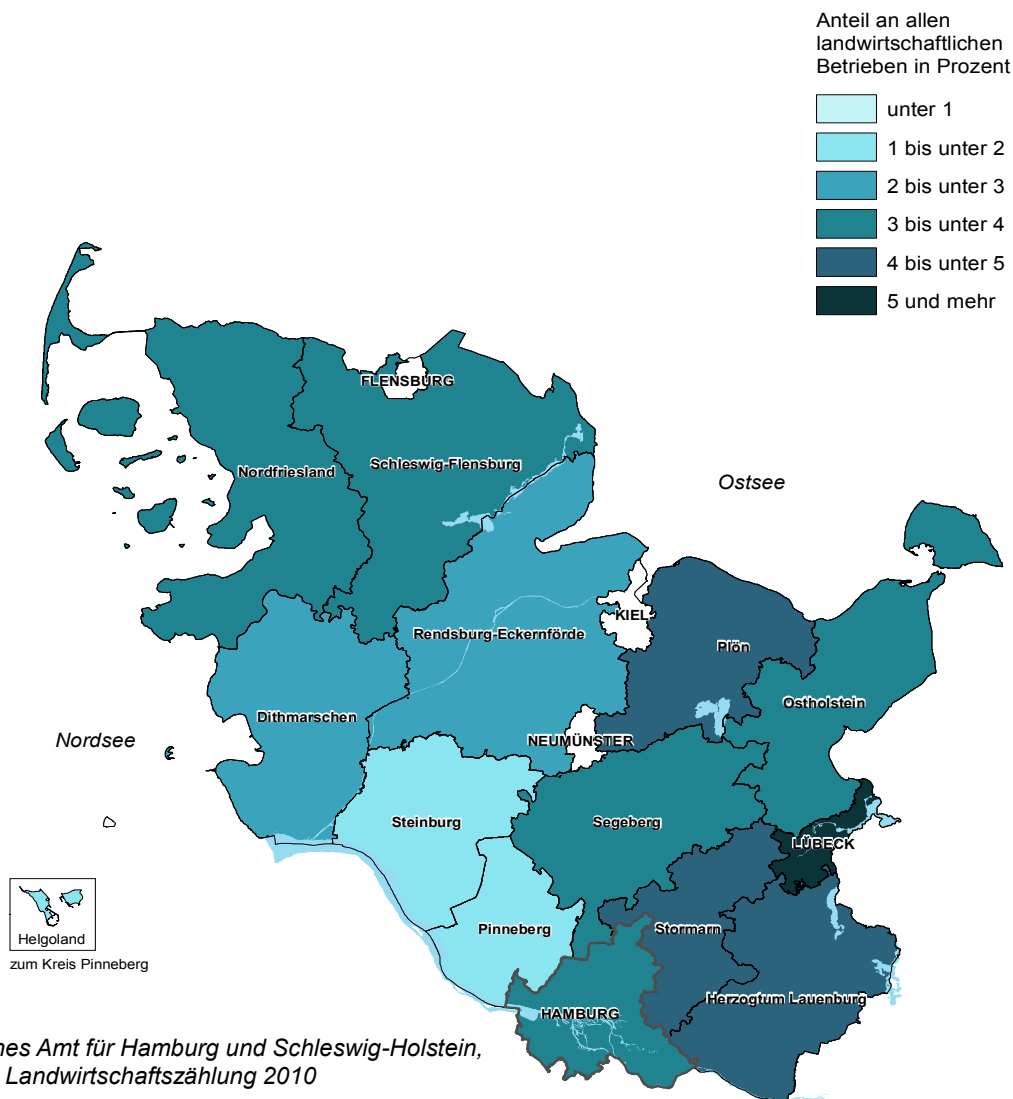 Anteil an allen
landwirtschaftlichen
Betrieben in Prozent
unter 1
1 bis unter 2
2 bis unter 3
3 bis unter 4
4 bis unter 5
5 und mehr
FLENSBURG
Nordfriesland
Schleswig-Flensburg
Ostsee
KIEL
Rendsburg-Eckernförde
Plön
Ostholstein
Dithmarschen
Nordsee
NEUMÜNSTER
Steinburg
Segeberg
LÜBECK
Pinneberg
Stormarn
Helgoland
zum Kreis Pinneberg
Herzogtum Lauenburg
HAMBURG
nes Amt für Hamburg und Schleswig-Holstein,
Landwirtschaftszählung 2010